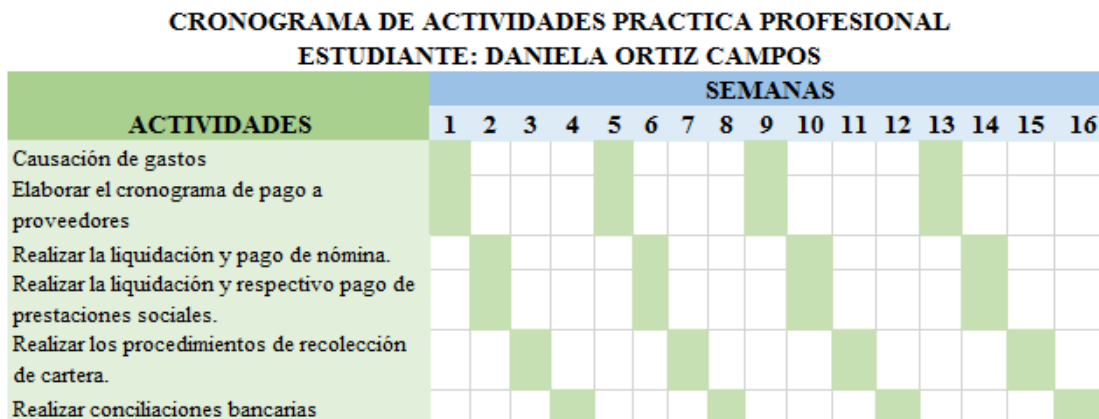 CRONOGRAMA DE ACTIVIDADES PRACTICA PROFESIONAL
ESTUDIANTE: DANIELA ORTIZ CAMPOS
SEMANAS
ACTIVIDADES 1 2 3 4 5 6 7 8 9 10 11 12 13 14 15 16
Causación de gastos
Elaborar el cronograma de pago a
proveedores
Realizar la liquidación y pago de nómina.
Realizar la liquidación y respectivo pago de
prestaciones sociales.
Realizar los procedimientos de recolección
de cartera.
Realizar conciliaciones bancarias